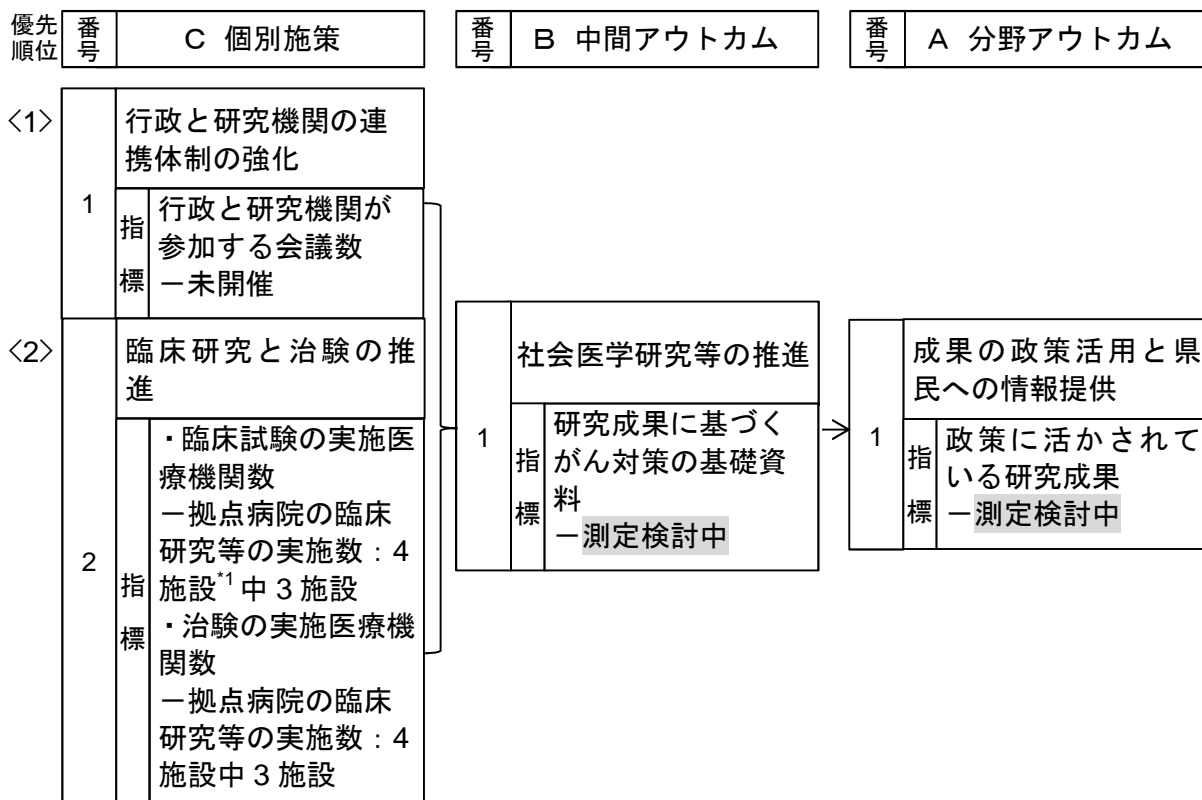 優先
順位
番号
C 個別施策
番号
B 中間アウトカム
番号
A 分野アウトカム
〈1〉
1
行政と研究機関の連
携体制の強化
指標
行政と研究機関が
参加する会議数
－未開催
〈2〉
2
臨床研究と治験の推
進
指標
・臨床試験の実施医
療機関数
－拠点病院の臨床
研究等の実施数：4
施設*1中3施設
・治験の実施医療機
関数
－拠点病院の臨床
研究等の実施数：4
施設中3施設
1
社会医学研究等の推進
指標
研究成果に基づく
がん対策の基礎資
料
－測定検討中
→
1
成果の政策活用と県
民への情報提供
指標
政策に活かされて
いる研究成果
－測定検討中